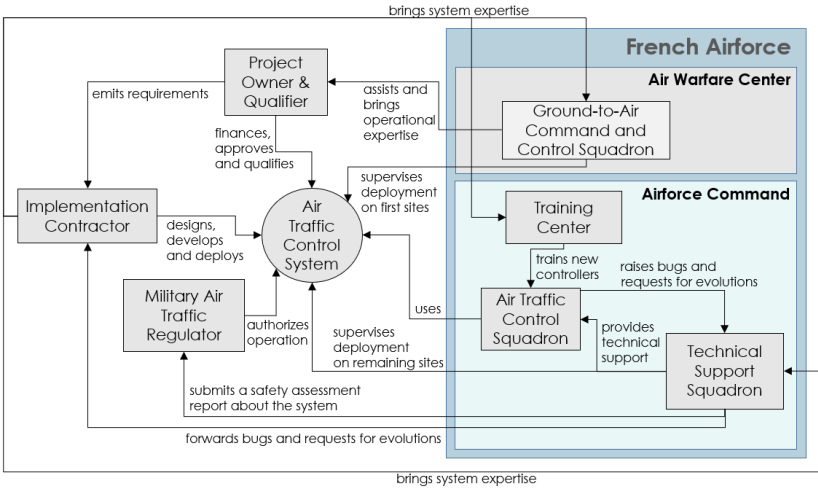 brings system expertise
French Airforce
Air Warfare Center
Project
Owner &
Qualifier
emits requirements
assists and
brings
operational
expertise
Ground-to-Air
Command and
Control Squadron
finances,
approves
and qualifies
supervises
deployment
on first sites
Airforce Command
Implementation
Contractor
designs,
develops
and deploys
Air
Traffic
Control
System
Training
Center
trains new
controllers
raises bugs and
requests for evolutions
Military Air
Traffic
Regulator
authorizes
operation
uses
Air Traffic
Control
Squadron
supervises
deployment
on remaining sites
provides
technical
support
Technical
Support
Squadron
submits a safety assessment
report about the system
forwards bugs and requests for evolutions
brings system expertise